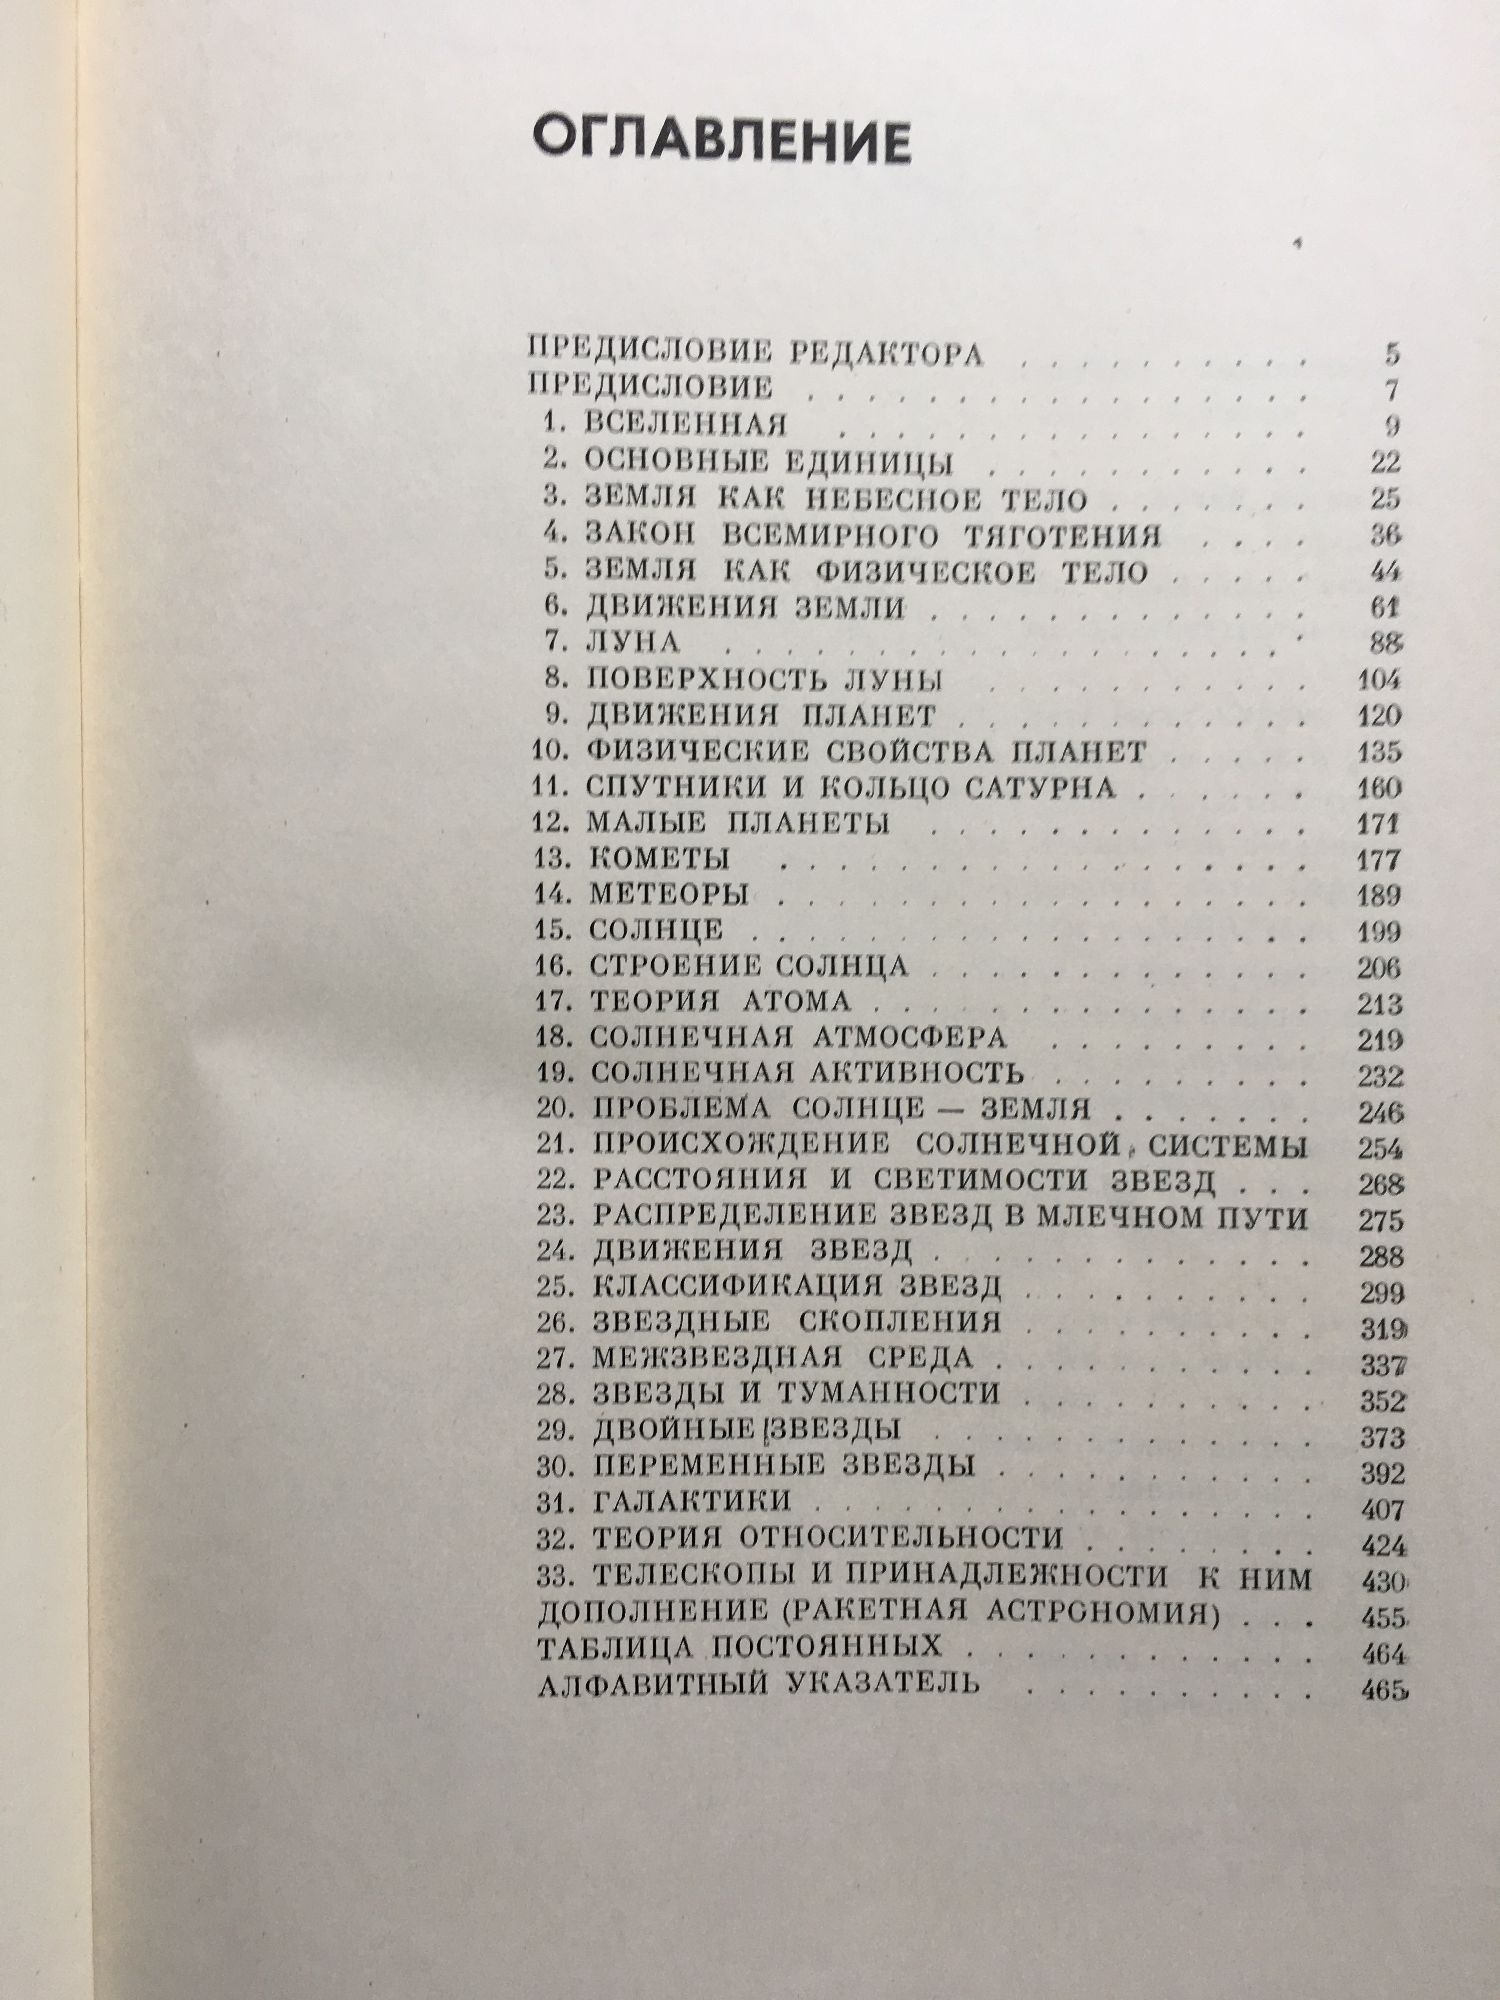 ОГЛАВЛЕНИЕ
ПРЕДИСЛОВИЕ РЕДАКТОРА . . . . . . . . . . 5
ПРЕДИСЛОВИЕ . . . . . . . . . . . . . . . . . 7
1. ВСЕЛЕННАЯ . . . . . . . . . . . . . . . . 9
2. ОСНОВНЫЕ ЕДИНИЦЫ . . . . . . . . . . . 22
3. ЗЕМЛЯ КАК НЕБЕСНОЕ ТЕЛО . . . . . . . 25
4. ЗАКОН ВСЕМИРНОГО ТЯГОТЕНИЯ . . . . 36
5. ЗЕМЛЯ КАК ФИЗИЧЕСКОЕ ТЕЛО . . . . . 44
6. ДВИЖЕНИЯ ЗЕМЛИ . . . . . . . . . . . . . 61
7. ЛУНА . . . . . . . . . . . . . . . . . . . . 88
8. ПОВЕРХНОСТЬ ЛУНЫ . . . . . . . . . . . 104
9. ДВИЖЕНИЯ ПЛАНЕТ . . . . . . . . . . . . 120
10. ФИЗИЧЕСКИЕ СВОЙСТВА ПЛАНЕТ . . . . . 135
11. СПУТНИКИ И КОЛЬЦО САТУРНА . . . . . . 160
12. МАЛЫЕ ПЛАНЕТЫ . . . . . . . . . . . . . 171
13. КОМЕТЫ . . . . . . . . . . . . . . . . . . 177
14. МЕТЕОРЫ . . . . . . . . . . . . . . . . . . 189
15. СОЛНЦЕ . . . . . . . . . . . . . . . . . . . 199
16. СТРОЕНИЕ СОЛНЦА . . . . . . . . . . . . . 206
17. ТЕОРИЯ АТОМА . . . . . . . . . . . . . . . 213
18. СОЛНЕЧНАЯ АТМОСФЕРА . . . . . . . . . 219
19. СОЛНЕЧНАЯ АКТИВНОСТЬ . . . . . . . . . 232
20. ПРОБЛЕМА СОЛНЦЕ — ЗЕМЛЯ . . . . . . . 246
21. ПРОИСХОЖДЕНИЕ СОЛНЕЧНОЙ СИСТЕМЫ 254
22. РАССТОЯНИЯ И СВЕТИМОСТИ ЗВЕЗД . . . 268
23. РАСПРЕДЕЛЕНИЕ ЗВЕЗД В МЛЕЧНОМ ПУТИ 275
24. ДВИЖЕНИЯ ЗВЕЗД . . . . . . . . . . . . . 288
25. КЛАССИФИКАЦИЯ ЗВЕЗД . . . . . . . . . . 299
26. ЗВЕЗДНЫЕ СКОПЛЕНИЯ . . . . . . . . . . 319
27. МЕЖЗВЕЗДНАЯ СРЕДА . . . . . . . . . . . 337
28. ЗВЕЗДЫ И ТУМАННОСТИ . . . . . . . . . . 352
29. ДВОЙНЫЕ ЗВЕЗДЫ . . . . . . . . . . . . . 373
30. ПЕРЕМЕННЫЕ ЗВЕЗДЫ . . . . . . . . . . . 392
31. ГАЛАКТИКИ . . . . . . . . . . . . . . . . . 407
32. ТЕОРИЯ ОТНОСИТЕЛЬНОСТИ . . . . . . . . 424
33. ТЕЛЕСКОПЫ И ПРИНАДЛЕЖНОСТИ К НИМ 430
ДОПОЛНЕНИЕ (РАКЕТНАЯ АСТРОНОМИЯ) . . . 455
ТАБЛИЦА ПОСТОЯННЫХ . . . . . . . . . . . . 464
АЛФАВИТНЫЙ УКАЗАТЕЛЬ . . . . . . . . . . 465